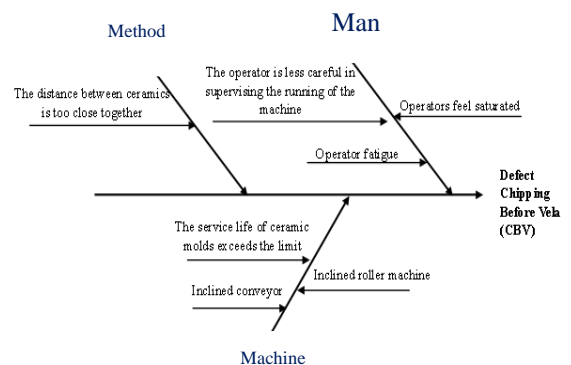 Method
Man
The distance between ceramics
is too close together
The operator is less careful in
supervising the running of the
machine
Operators feel saturated
Operator fatigue
Defect
Chipping
Before Vela
(CBV)
The service life of ceramic
molds exceeds the limit
Inclined roller machine
Inclined conveyor
Machine